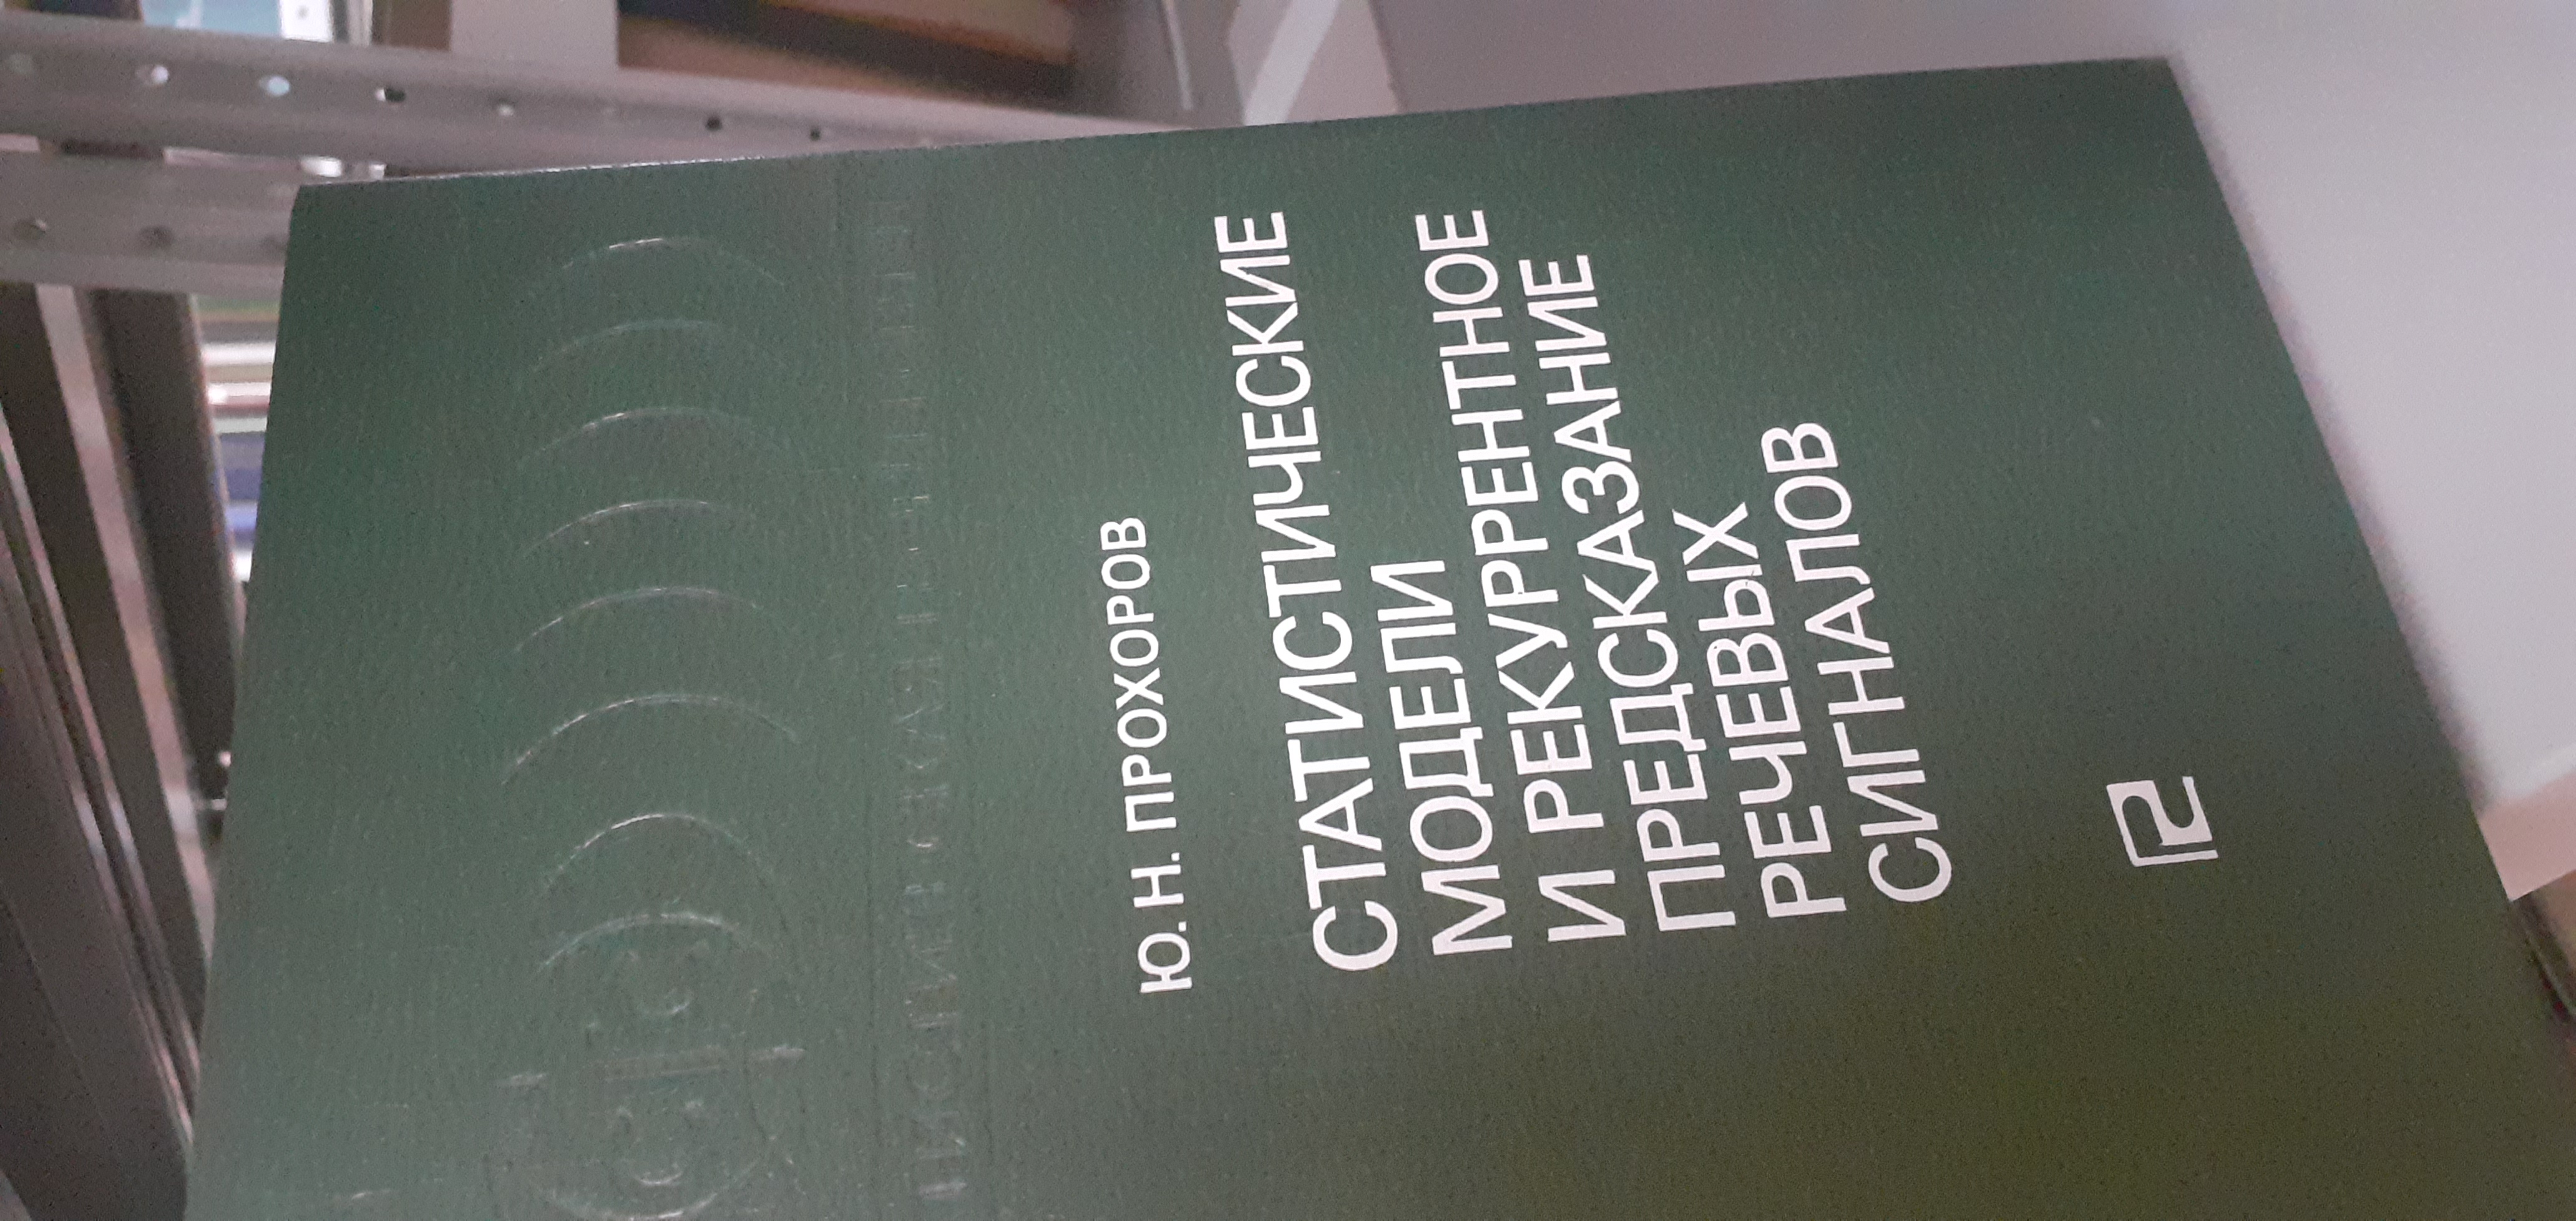 Ю. Н. ПРОХОРОВ
СТАТИСТИЧЕСКИЕ
МОДЕЛИ
И РЕКУРРЕНТНОЕ
ПРЕДСКАЗАНИЕ
РЕЧЕВЫХ
СИГНАЛОВ